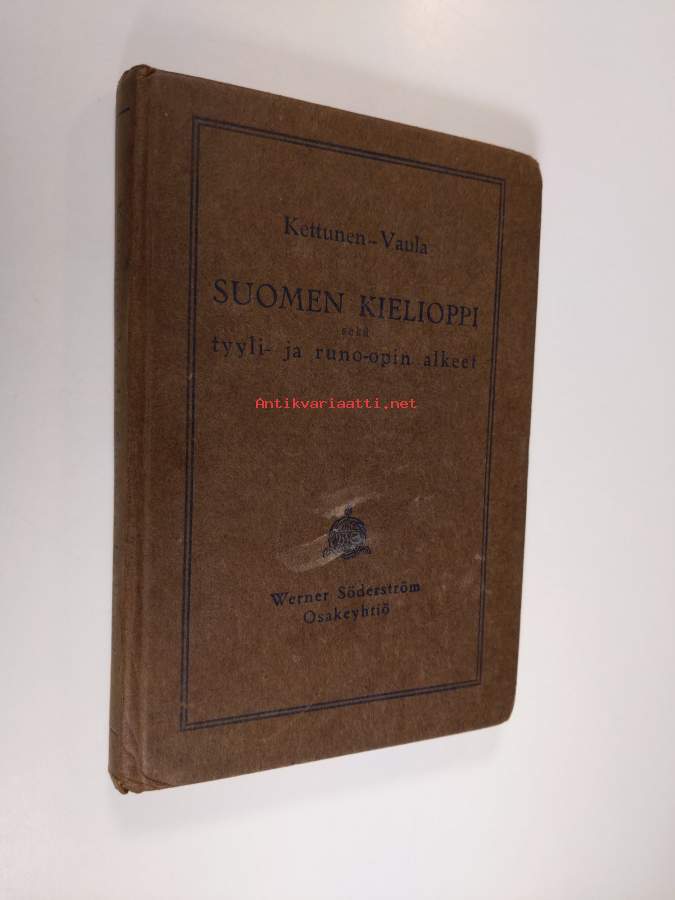 Kettunen-Vaula
SUOMEN KIELIOPPI
sekä
tyyli- ja runo-opin alkeet
Antikvariaatti.net
Werner Söderström
Osakeyhtiö